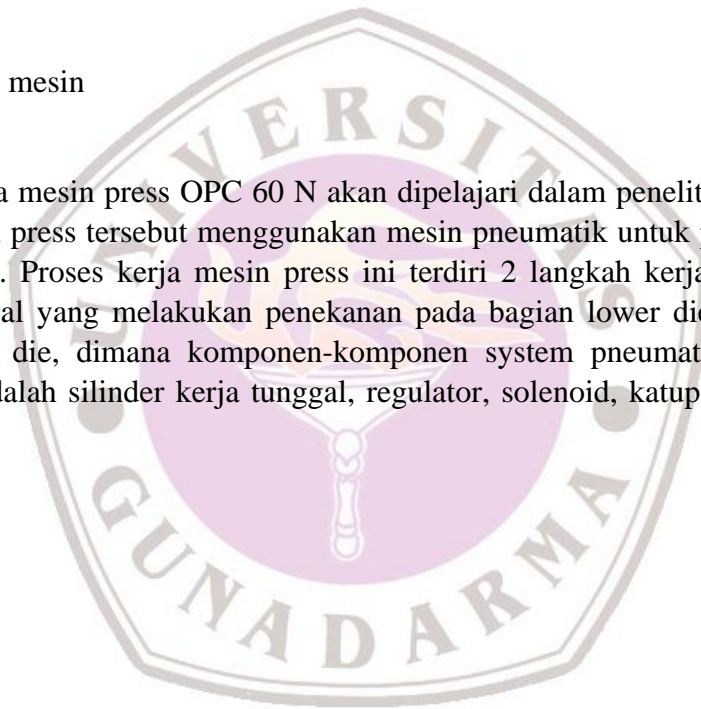 mesin
a mesin press OPC 60 N akan dipelajari dalam penelit
press tersebut menggunakan mesin pneumatik untuk p
. Proses kerja mesin press ini terdiri 2 langkah kerja
al yang melakukan penekanan pada bagian lower die
die, dimana komponen-komponen system pneumat
dalah silinder kerja tunggal, regulator, solenoid, katup
UNIVERSITAS
GUNADARMA